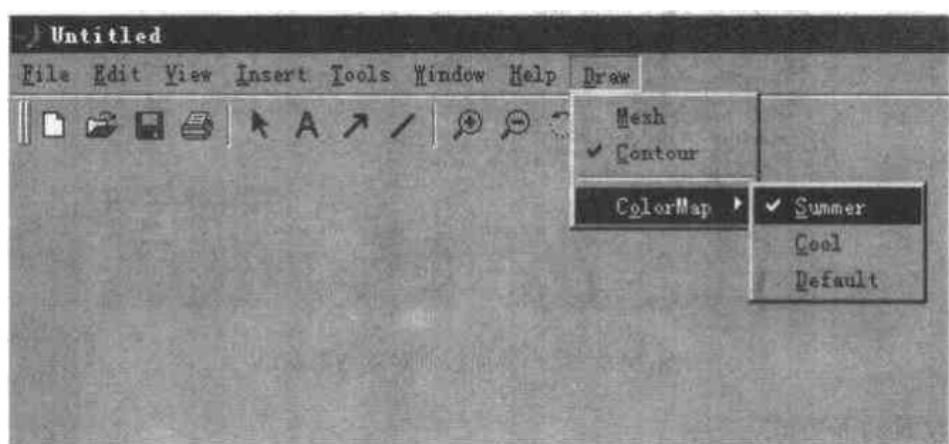 Untitled
File Edit View Insert Tools Window Help Draw
A
Mesh
Contour
ColorMap
Summer
Cool
Default